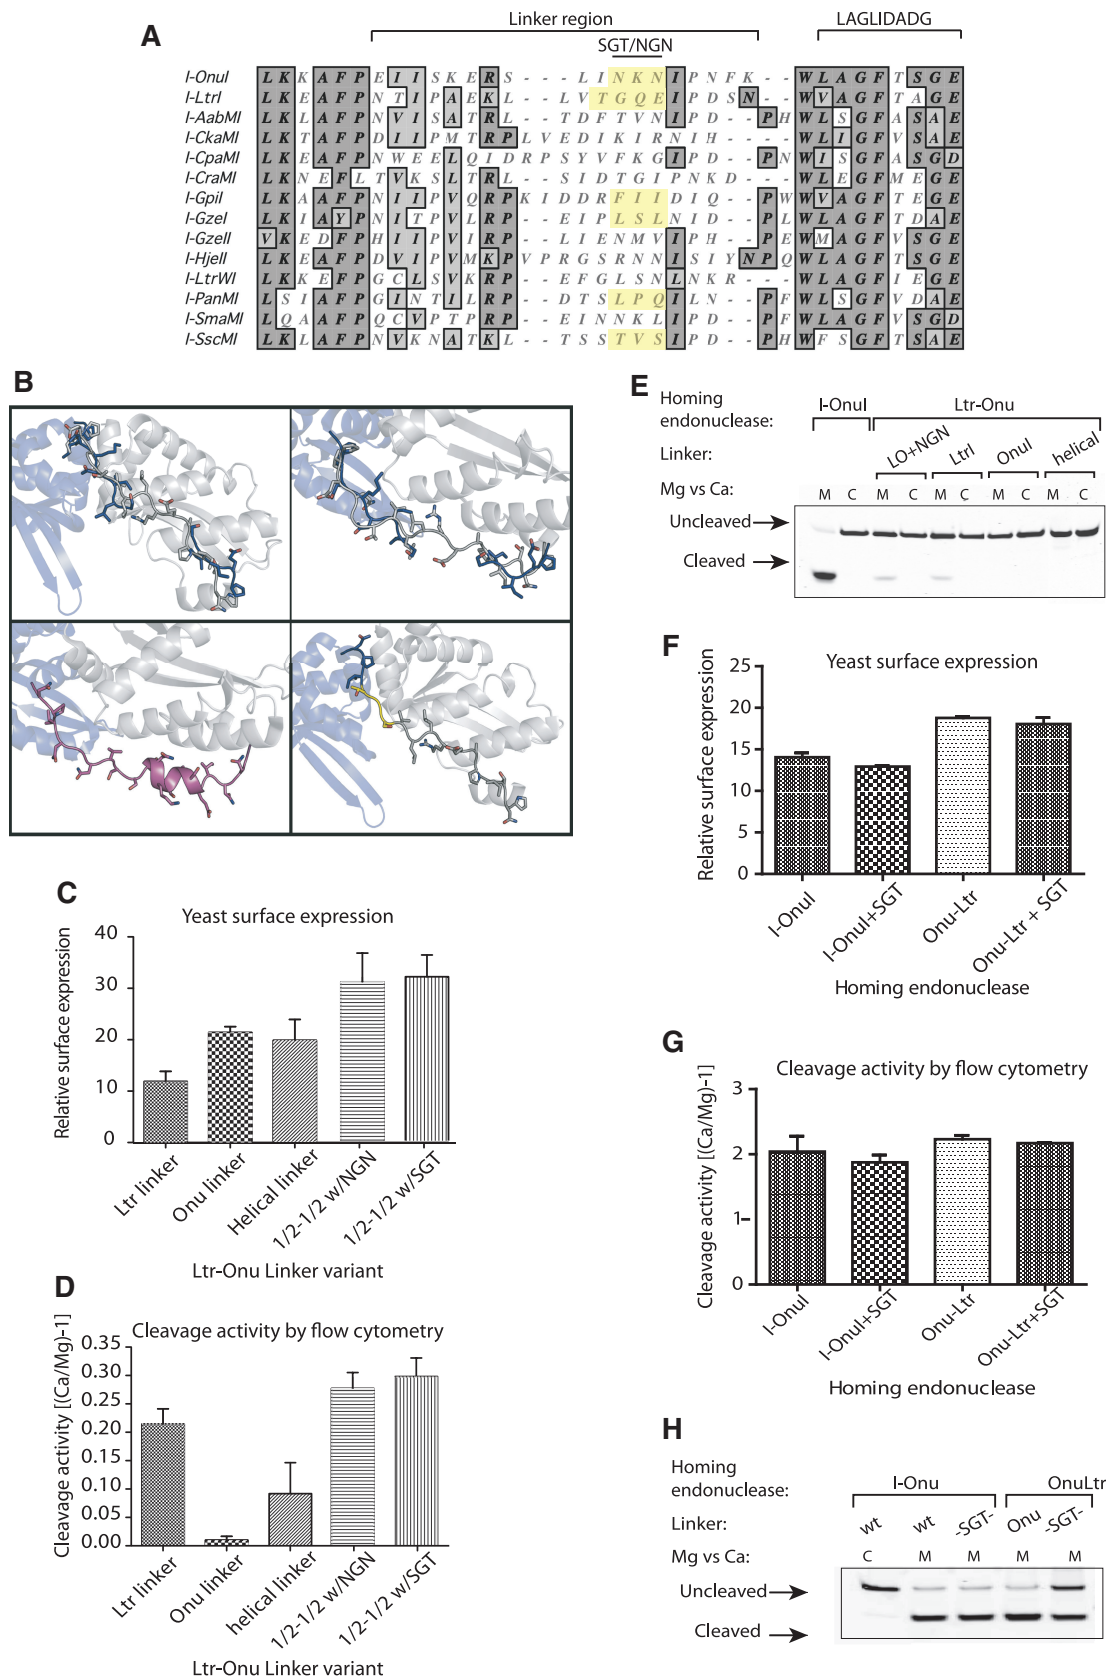 A
Linker region
LAGLIDADG
SGT/NGN
I-OnuI L K K A F P E I I S K E R S - - - L I N K N I P N F K - - W L A G F T S G E
I-LtrI L K E A F P N T I P A E K L - - L V T G Q E I P D S N - - W V A G F T A G E
I-AabMI L K L A F P N V I S A T R L - - T D F T V N I P D - - P H W L S G F A S A E
I-CkaMI L K T A F P D I I P M T R P L V E D I K I R N I H - - - - W L I G F V S A E
I-CpaMI L K E A F P N W E E L Q I D R P S Y V F K G I P D - - P N W I S G F A S G D
I-CraMI L K N E F L T V K S L T R L - - S I D T G I P N K D - - - W L E G F M E G E
I-GpiI L K A A F P N I I P V Q R P K I D D R F I I D I Q - - P W W V A G F T E G E
I-GzeI L K I A Y P N I T P V L R P - - E I P L S L N I D - - P L W L A G F T D A E
I-GzeII V K E D F P H I I P V I R P - - L I E N M V I P H - - P E W M A G F V S G E
I-HjeII L K E A F P D V I P V M K P V P R G S R N N I S I Y N P Q W L A G F T S G E
I-LtrWI L K K E F P G C L S V K R P - - E F G L S N L N K R - - - W L A G F I E G E
I-PanMI L S I A F P G I N T I L R P - - D T S L P Q I L N - - P F W L S G F V D A E
I-SmaMI L Q A A F P Q C V P T P R P - - E I N N K L I P D - - P F W L A G F V S G D
I-SscMI L K L A F P N V K N A T K L - - T S S T V S I P D - - P H W F S G F T S A E
B
C
Yeast surface expression
Relative surface expression
40
30
20
10
0
Ltr linker
Onu linker
Helical linker
1/2-1/2 w/NGN
1/2-1/2 w/SGT
Ltr-Onu Linker variant
D
Cleavage activity by flow cytometry
Cleavage activity [(Ca/Mg)-1]
0.35
0.30
0.20
0.15
0.10
0.05
0.00
Ltr linker
Onu linker
helical linker
1/2-1/2 w/NGN
1/2-1/2 w/SGT
Ltr-Onu Linker variant
E
Homing endonuclease:
I-OnuI
Ltr-Onu
Linker:
LO+NGN
LtrI
OnuI
helical
Mg vs Ca:
M C M C M C M C M C
Uncleaved
Cleaved
F
Yeast surface expression
Relative surface expression
25
20
15
10
5
0
I-OnuI
I-OnuI+SGT
Onu-Ltr
Onu-Ltr + SGT
Homing endonuclease
G
Cleavage activity by flow cytometry
Cleavage activity [(Ca/Mg)-1]
3
2
1
0
I-OnuI
I-OnuI+SGT
Onu-Ltr
Onu-Ltr+SGT
Homing endonuclease
H
Homing endonuclease:
I-Onu
OnuLtr
Linker:
wt
wt
-SGT-
Onu
-SGT-
Mg vs Ca:
C M M M M
Uncleaved
Cleaved